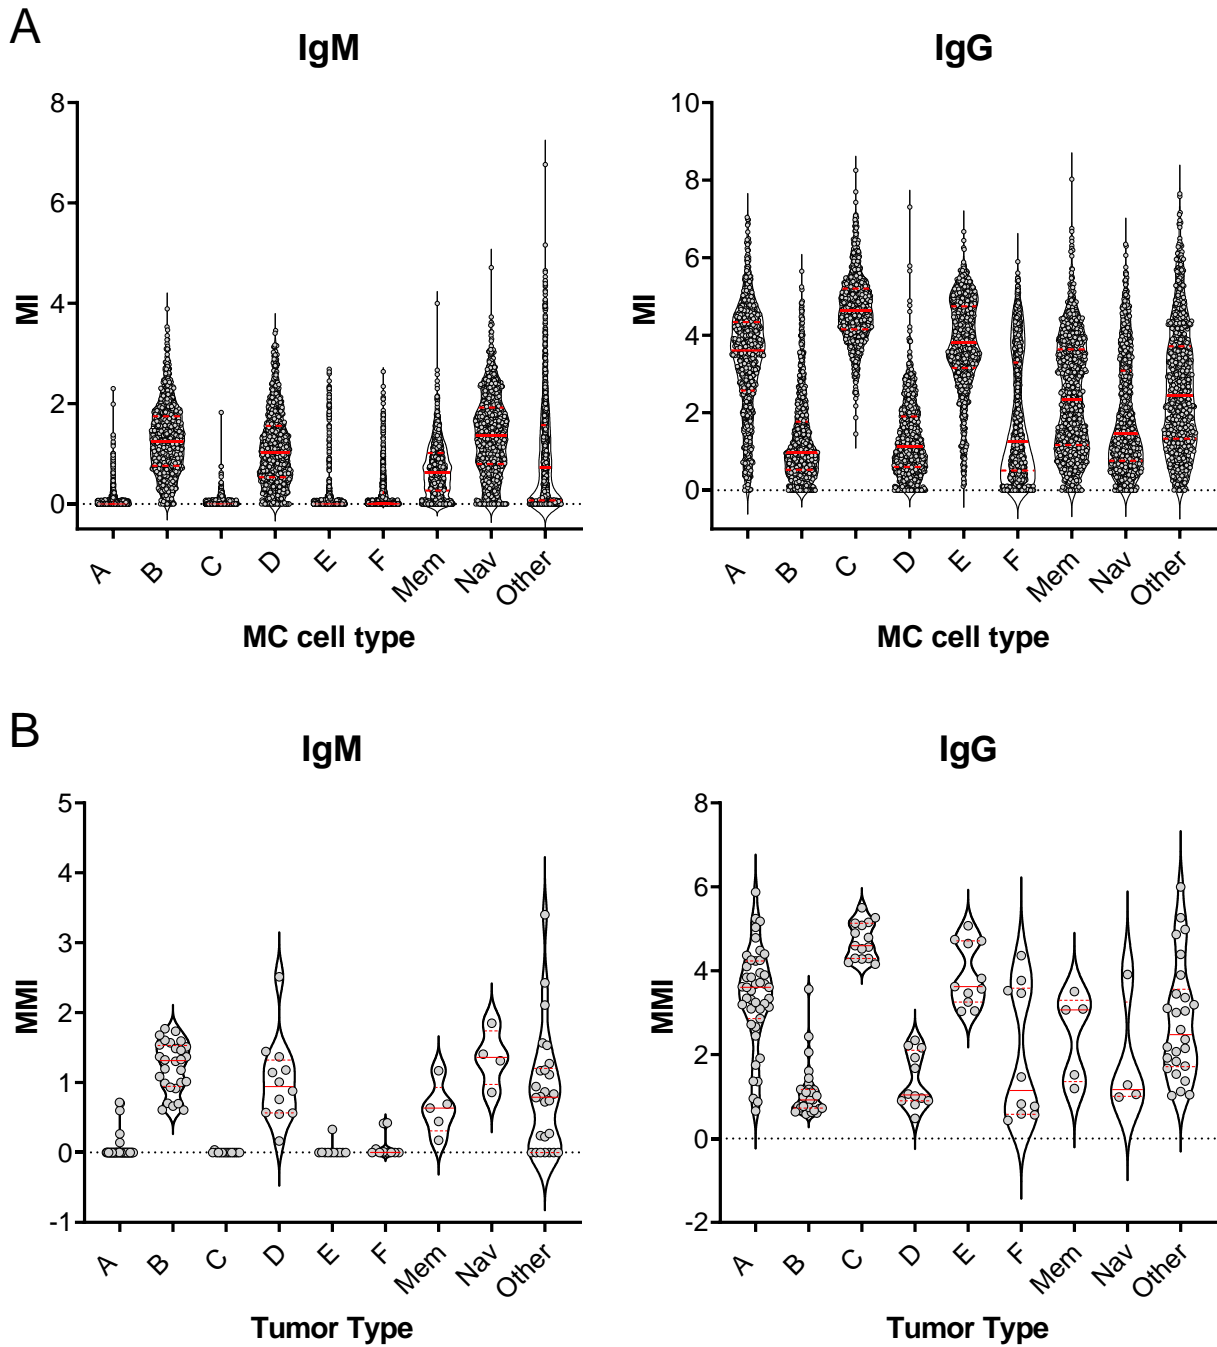 A
IgM
IgG
MI
8
6
4
2
0
A B C D E F Mem Nav Other
MC cell type
MI
10
8
6
4
2
0
A B C D E F Mem Nav Other
MC cell type
B
IgM
IgG
MMI
5
4
3
2
1
0
-1
A B C D E F Mem Nav Other
Tumor Type
MMI
8
6
4
2
0
-2
A B C D E F Mem Nav Other
Tumor Type